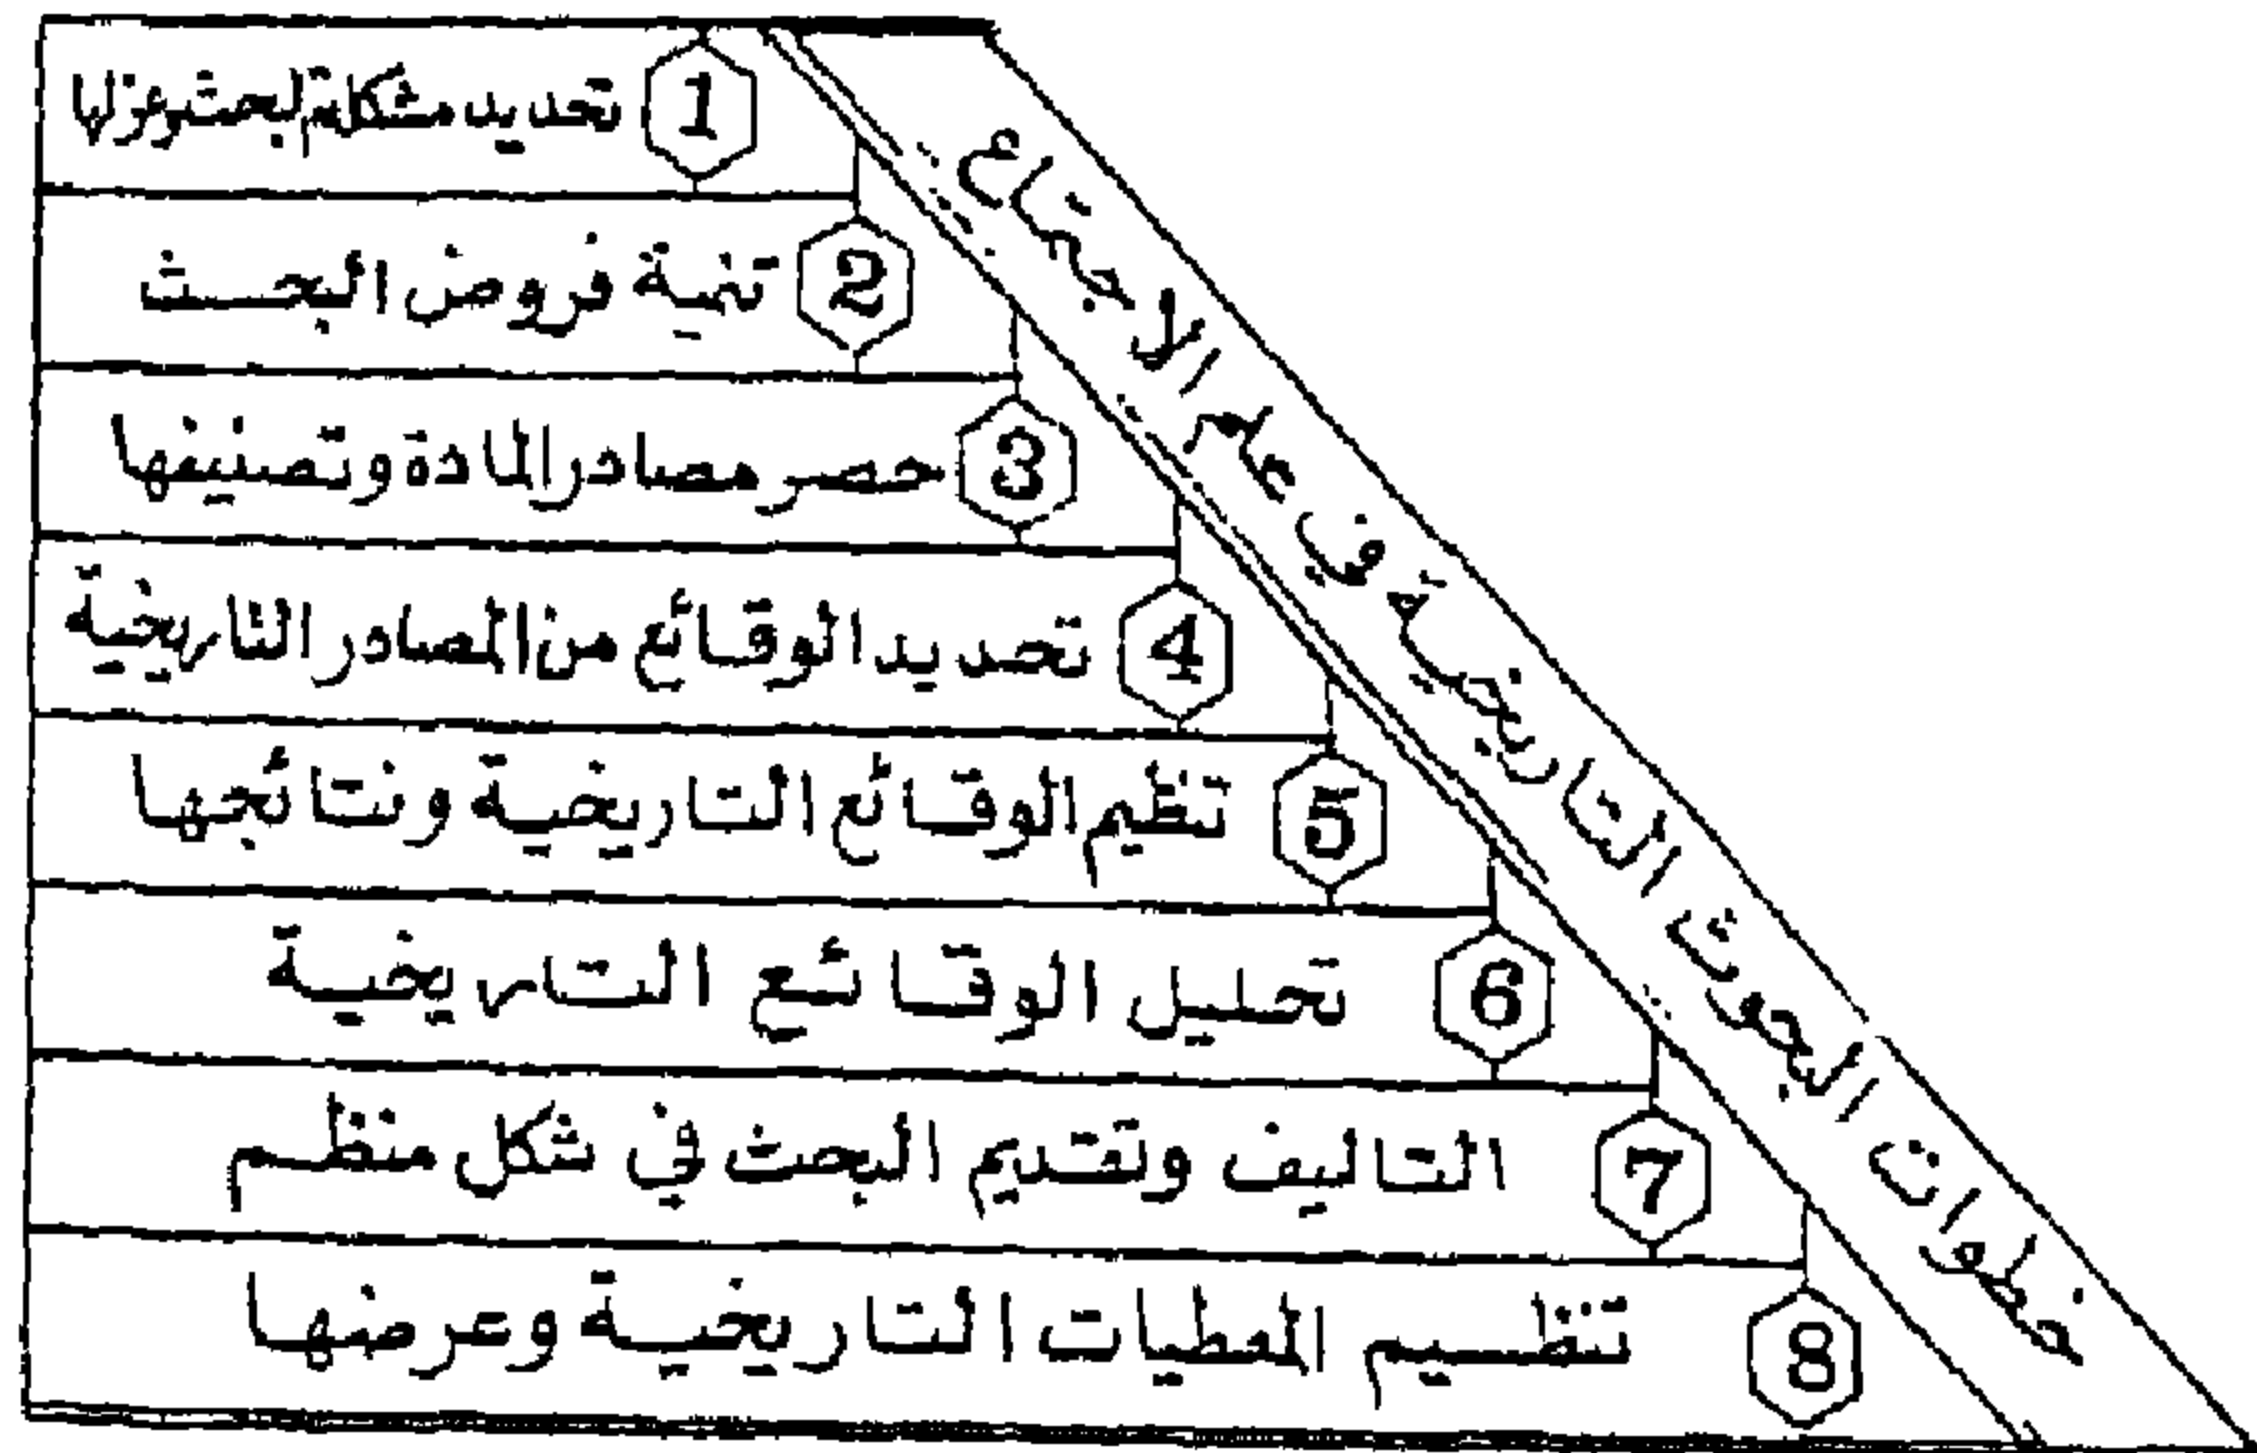 خطوات البحوث التاريخية في علم الاجتماع
1 تحديد مشكلة البحث وعزلها
2 تنمية فروض البحث
3 حصر مصادر المادة وتصنيفها
4 تحديد الوقائع من المصادر التاريخية
5 تنظيم الوقائع التاريخية ونتائجها
6 تحليل الوقائع التاريخية
7 التاليف وتقديم البحث في شكل منظم
8 تنظيم المعطيات التاريخية وعرضها